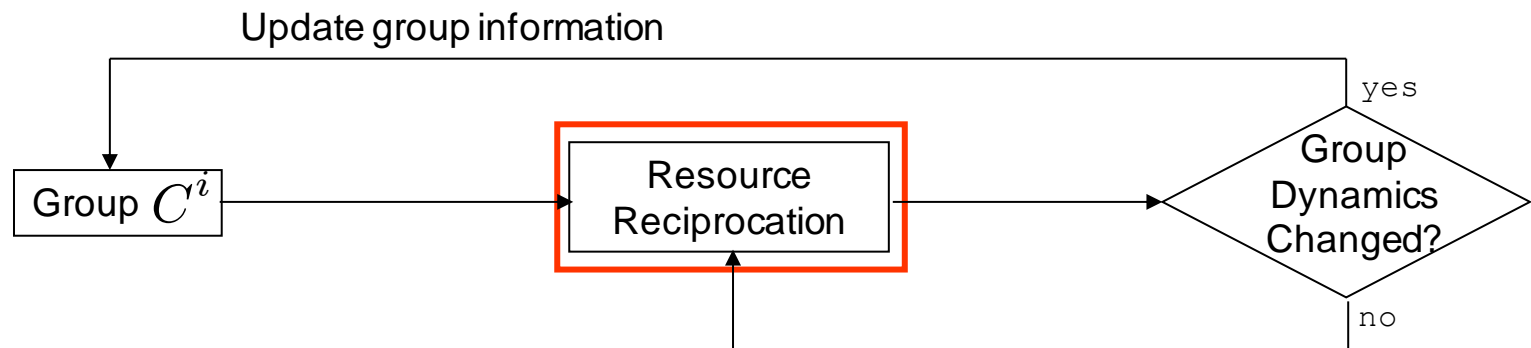 Update group information
yes
Group $C^i$
Resource
Reciprocation
Group
Dynamics
Changed?
no